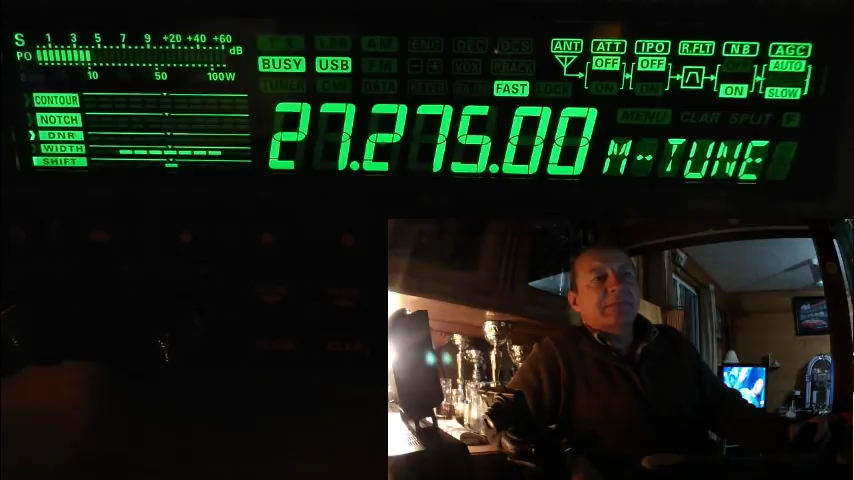 S 1 3 5 7 9 +20 +40 +60 dB
PO 10 50 100W
BUSY USB
FAST
ANT ATT IPO R.FLT NB AGC
OFF OFF AUTO
ON SLOW
CONTOUR
NOTCH
DNR
WIDTH
SHIFT
MENU CLAR SPLIT
27.275.00 M-TUNE